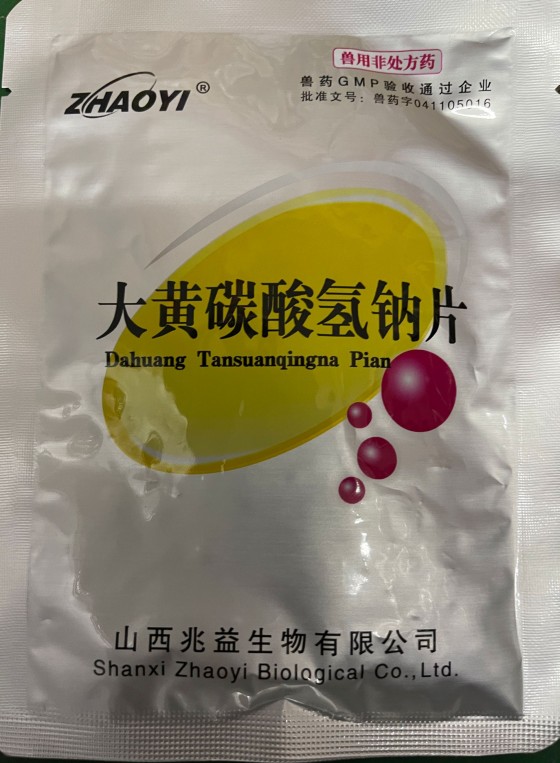 兽用非处方药
ZHAOYI®
兽药GMP验收通过企业
批准文号：兽药字041105016
大黄碳酸氢钠片
Dahuang Tansuanqingna Pian
山西兆益生物有限公司
Shanxi Zhaoyi Biological Co.,Ltd.